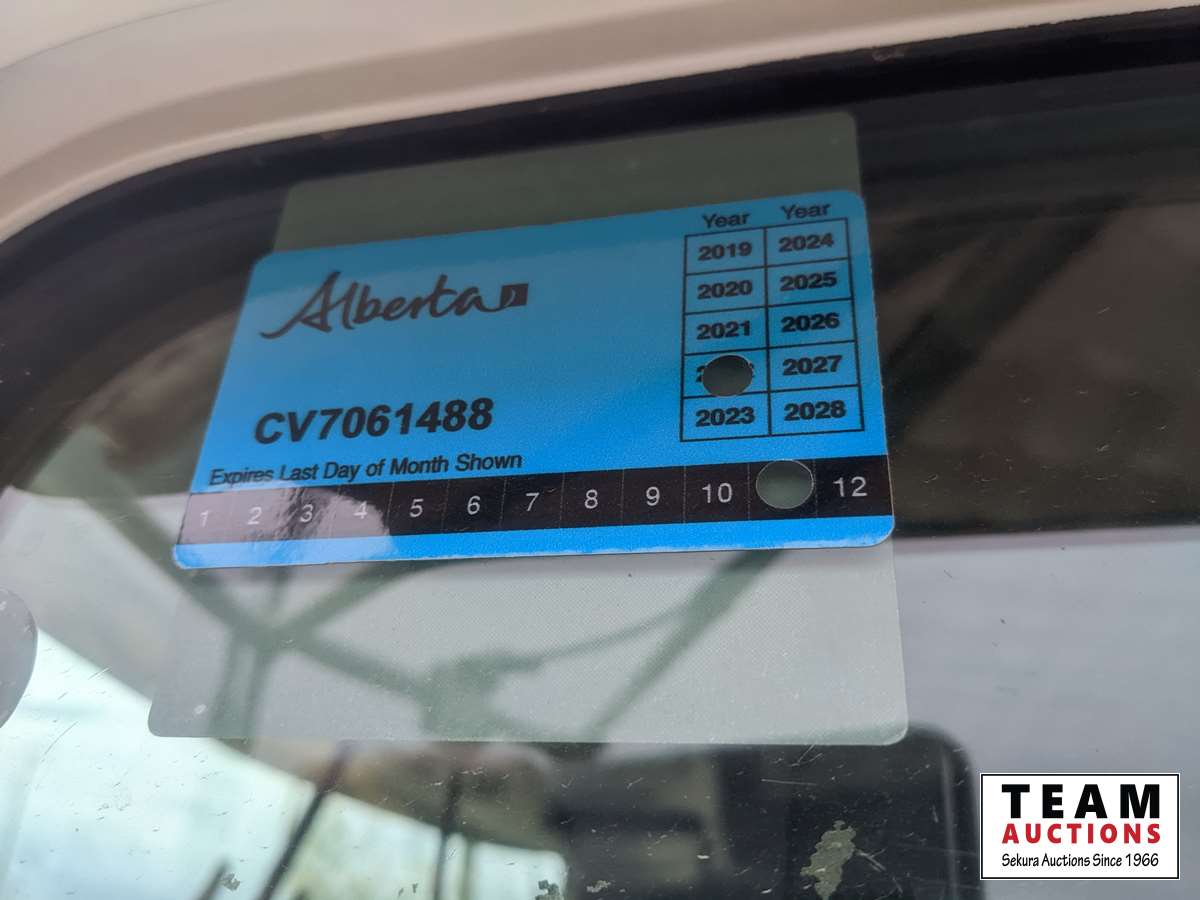 Year Year
2019 2024
2020 2025
Alberta
2021 2026
2027
CV7061488
2023 2028
Expires Last Day of Month Shown
1 2 3 4 5 6 7 8 9 10 12
TEAM
AUCTIONS
Sekura Auctions Since 1966